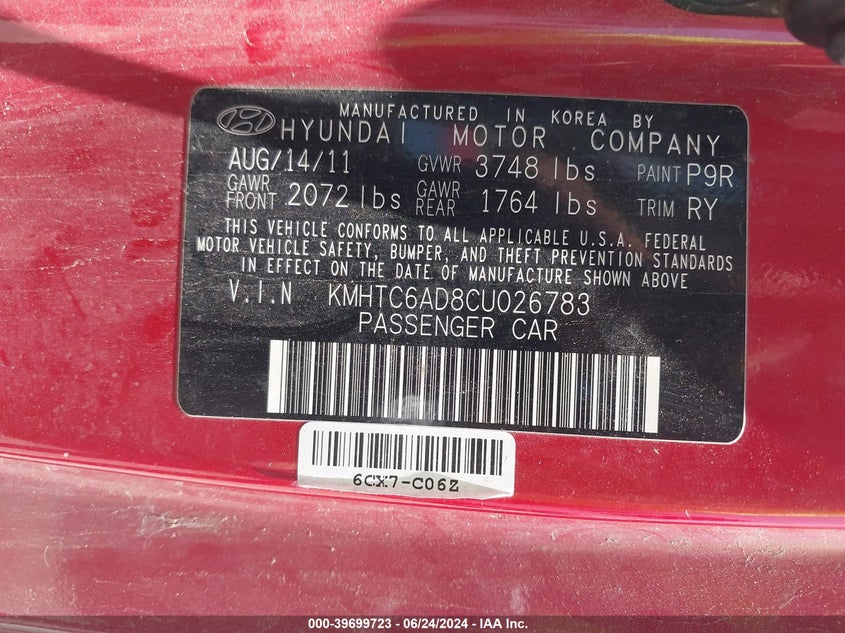 MANUFACTURED IN KOREA BY
HYUNDAI MOTOR COMPANY
AUG/14/11 GVWR 3748 lbs PAINT P9R
GAWR FRONT 2072 lbs GAWR REAR 1764 lbs TRIM RY
THIS VEHICLE CONFORMS TO ALL APPLICABLE U.S.A. FEDERAL
MOTOR VEHICLE SAFETY, BUMPER, AND THEFT PREVENTION STANDARDS
IN EFFECT ON THE DATE OF MANUFACTURE SHOWN ABOVE
V.I.N KMHTC6AD8CU026783
PASSENGER CAR
6CX7-C06Z
000-39699723 - 06/24/2024 - IAA Inc.